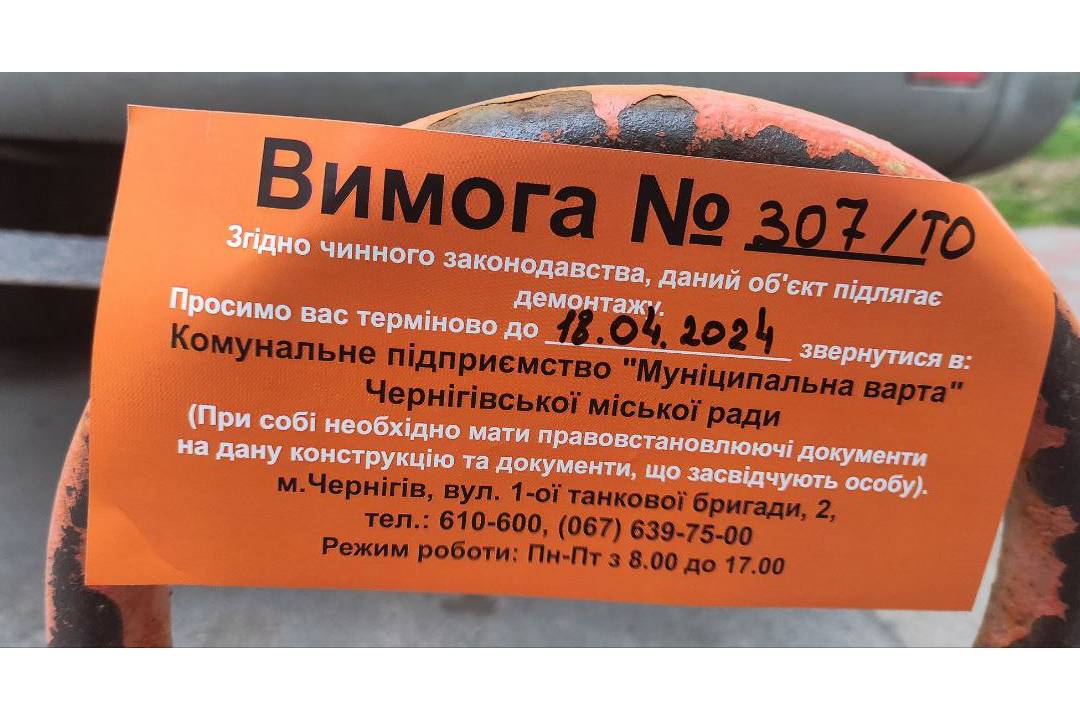 Вимога № 307/ТО
Згідно чинного законодавства, даний об'єкт підлягає
демонтажу.
Просимо вас терміново до 18.04.2024 звернутися в:
Комунальне підприємство "Муніципальна варта"
Чернігівської міської ради
(При собі необхідно мати правовстановлюючі документи
на дану конструкцію та документи, що засвідчують особу).
м.Чернігів, вул. 1-ої танкової бригади, 2,
тел.: 610-600, (067) 639-75-00
Режим роботи: Пн-Пт з 8.00 до 17.00